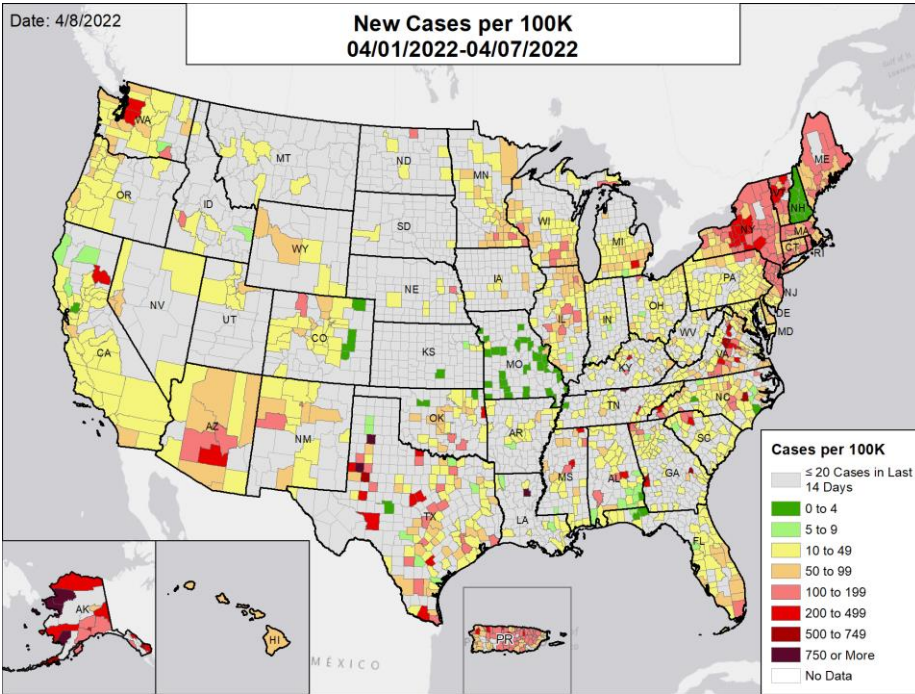 Date: 4/8/2022
New Cases per 100K
04/01/2022-04/07/2022
WA
MT
ND
MN
ME
OR
ID
WY
SD
WI
MI
NY
NH
MA
CT
RI
NV
UT
CO
NE
IA
IL
IN
OH
PA
NJ
DE
MD
CA
KS
MO
KY
WV
VA
AZ
NM
OK
AR
TN
NC
SC
TX
LA
MS
AL
GA
FL
AK
HI
PR
MÉXICO
Cases per 100K
≤ 20 Cases in Last
14 Days
0 to 4
5 to 9
10 to 49
50 to 99
100 to 199
200 to 499
500 to 749
750 or More
No Data